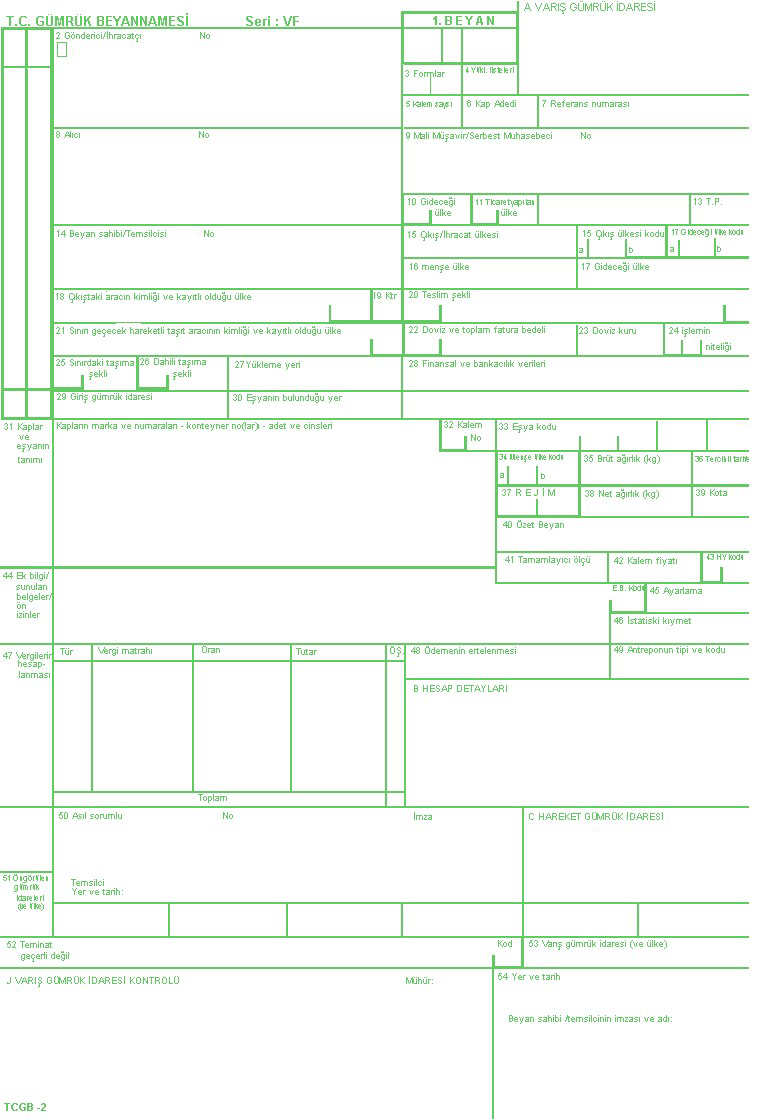 T.C. GÜMRÜK BEYANNAMESİ Seri : VF
1. B E Y A N
A VARIŞ GÜMRÜK İDARESİ
2 Gönderici/İhracatçı No
3 Formlar
4 Yük. listeleri
5 Kalem sayısı
6 Kap Adedi
7 Referans numarası
8 Alıcı No
9 Mali Müşavir/Serbest Muhasebeci No
10 Gideceği
ülke
11 Ticaret yapılan
ülke
13 T.P.
14 Beyan sahibi/Temsilcisi No
15 Çıkış/İhracat ülkesi
15 Çıkış ülkesi kodu
a b
17 Gideceği ülke kodu
a b
16 menşe ülke
17 Gideceği ülke
18 Çıkıştaki aracın kimliği ve kayıtlı olduğu ülke
19 Ktr
20 Teslim şekli
21 Sınırı geçecek hareketli taşıt aracının kimliği ve kayıtlı olduğu ülke
22 Doviz ve toplam fatura bedeli
23 Doviz kuru
24 işlemin
niteliği
25 Sınırdaki taşıma
şekli
26 Dahili taşıma
şekli
27 Yükleme yeri
28 Finansal ve bankacılık verileri
29 Giriş gümrük idaresi
30 Eşyanın bulunduğu yer
31 Kaplar
ve
eşyanın
tanımı
Kapların marka ve numaraları - konteyner no(ları) - adet ve cinsleri
32 Kalem
No
33 Eşya kodu
34 Menşe ülke kodu
a b
35 Brüt ağırlık (kg)
36 Tercihli tarife
37 R E J İ M
38 Net ağırlık (kg)
39 Kota
40 Özet Beyan
41 Tamamlayıcı ölçü
42 Kalem fiyatı
43 HY kodu
44 Ek bilgi/
sunulan
belgeler/
ön
izinler
E.B. Kodu
45 Ayarlama
46 İstatiski kıymet
47 Vergilerin
hesap-
lanması
Tür
Vergi matrahı
Oran
Tutar
ÖŞ.
48 Ödemenin ertelenmesi
49 Antreponun tipi ve kodu
B HESAP DETAYLARI
Toplam
50 Asıl sorumlu No İmza
C HAREKET GÜMRÜK İDARESİ
Temsilci
Yer ve tarih:
51 Öngörülen
gümrük
idareleri
(ve ülke)
52 Teminat
geçerli değil
Kod
53 Varış gümrük idaresi (ve ülke)
J VARIŞ GÜMRÜK İDARESİ KONTROLÜ
Mühür:
54 Yer ve tarih
Beyan sahibi /temsilcinin imzası ve adı:
TCGB -2